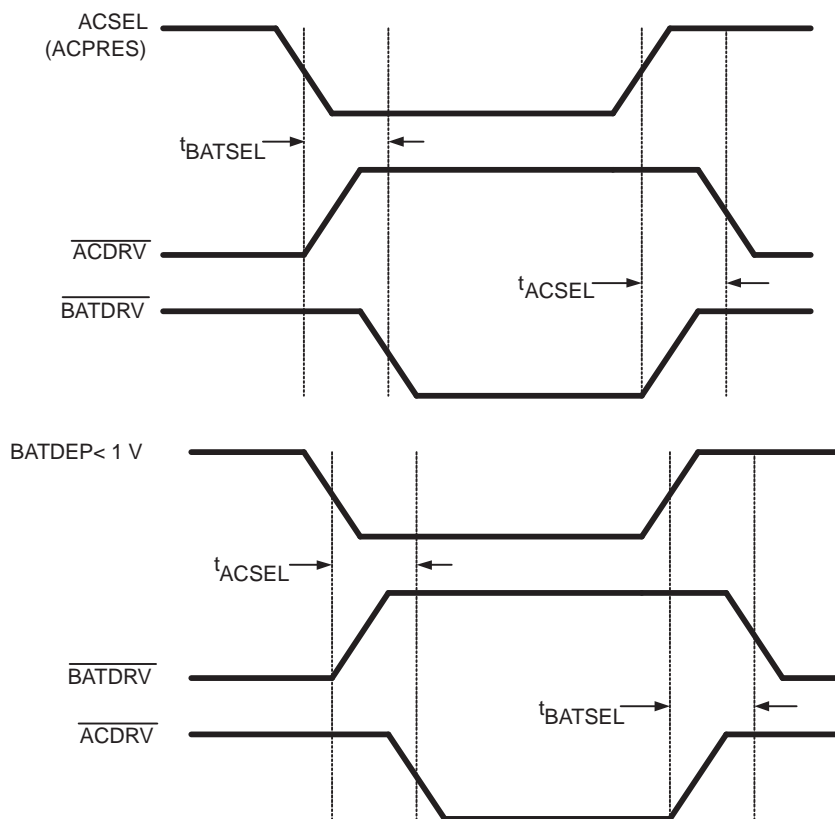 ACSEL
(ACPRES)
tBATSEL
ACDRV
tACSEL
BATDRV
BATDEP< 1 V
tACSEL
BATDRV
tBATSEL
ACDRV